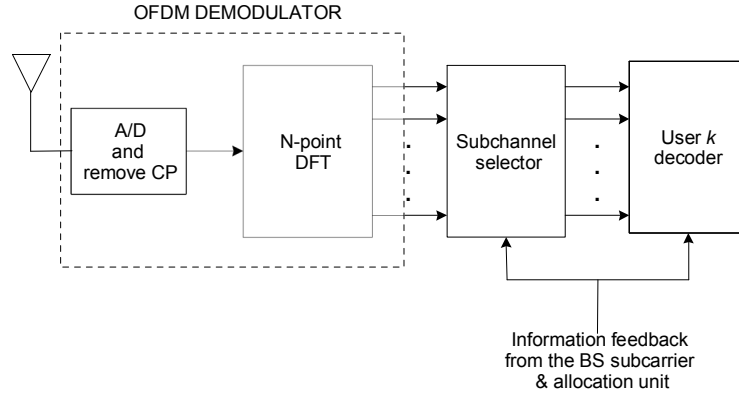 OFDM DEMODULATOR
A/D
and
remove CP
N-point
DFT
Subchannel
selector
User k
decoder
Information feedback
from the BS subcarrier
& allocation unit